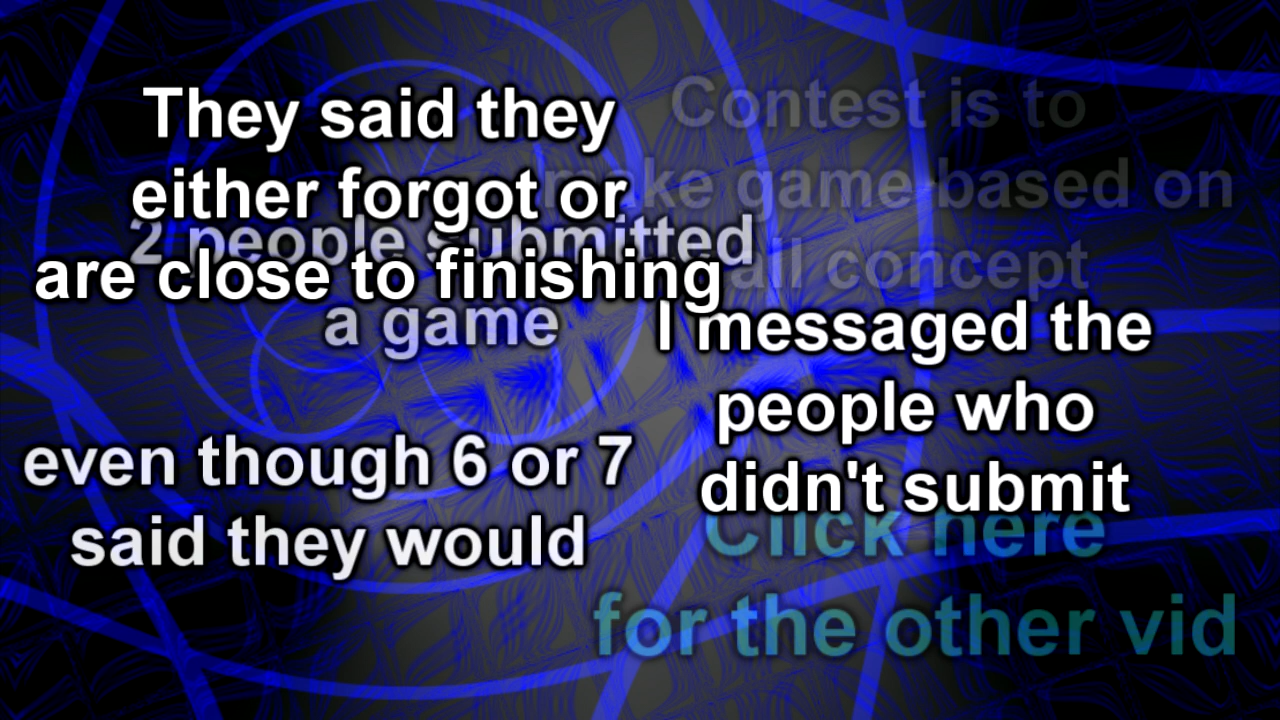 Contest is to
make game based on
all concept
2 people submitted
a game
even though 6 or 7
said they would
I messaged the
people who
didn't submit
They said they
either forgot or
are close to finishing
Click here
for the other vid